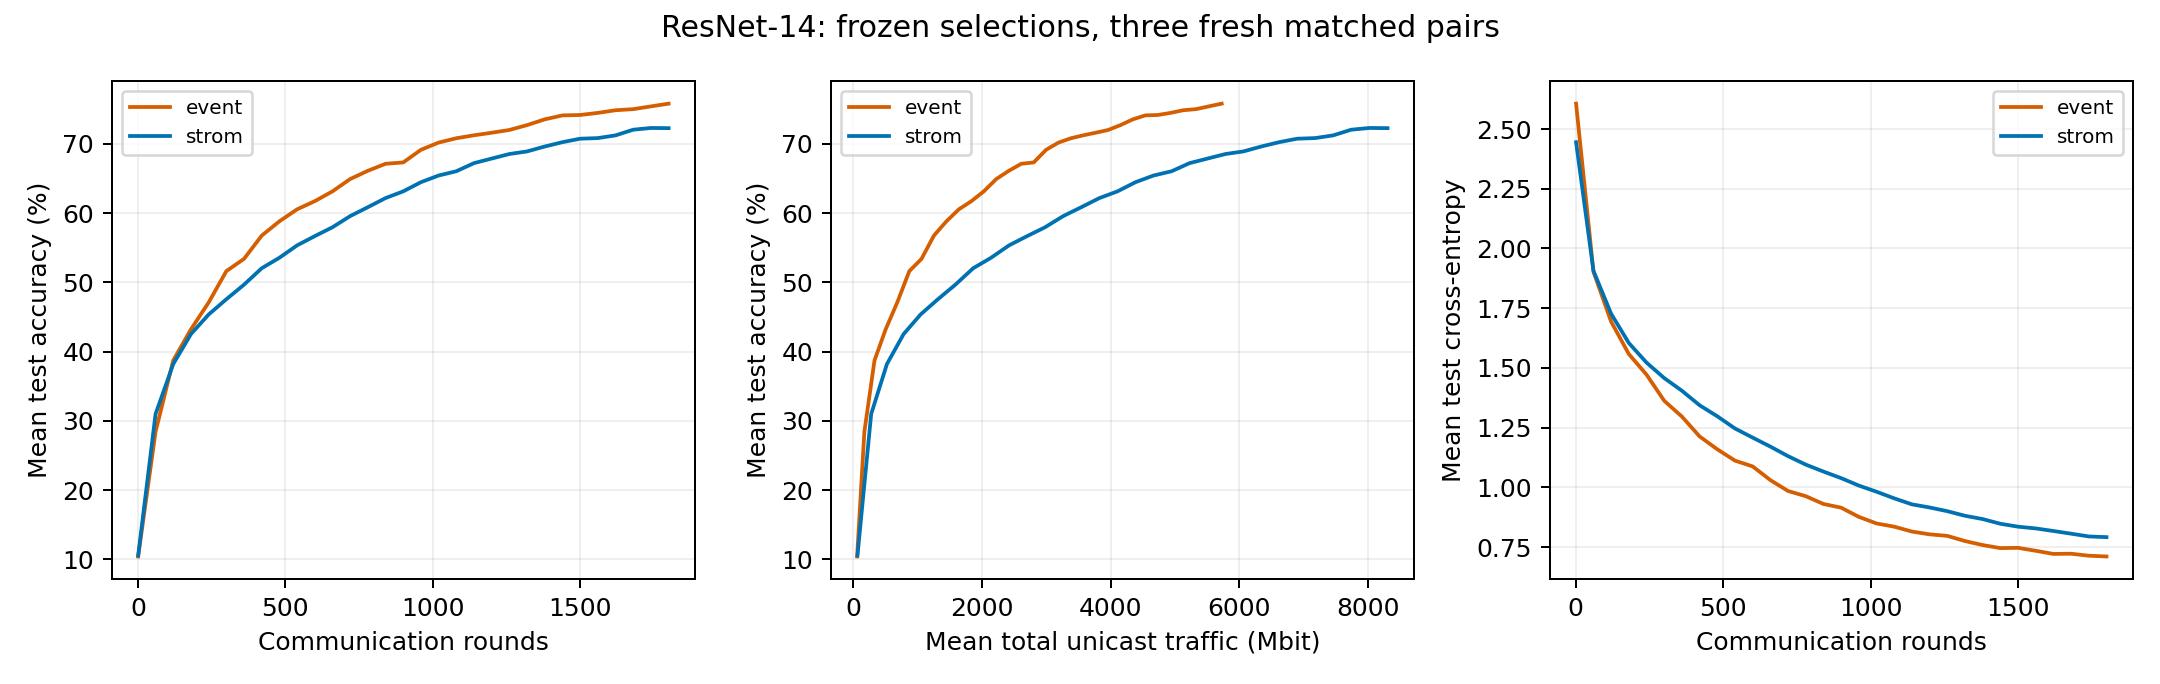 ResNet-14: frozen selections, three fresh matched pairs
Mean test accuracy (%)
70
60
50
40
30
20
10
event
strom
0
500
1000
1500
Communication rounds
Mean test accuracy (%)
70
60
50
40
30
20
10
event
strom
0
2000
4000
6000
8000
Mean total unicast traffic (Mbit)
Mean test cross-entropy
2.50
2.25
2.00
1.75
1.50
1.25
1.00
0.75
event
strom
0
500
1000
1500
Communication rounds